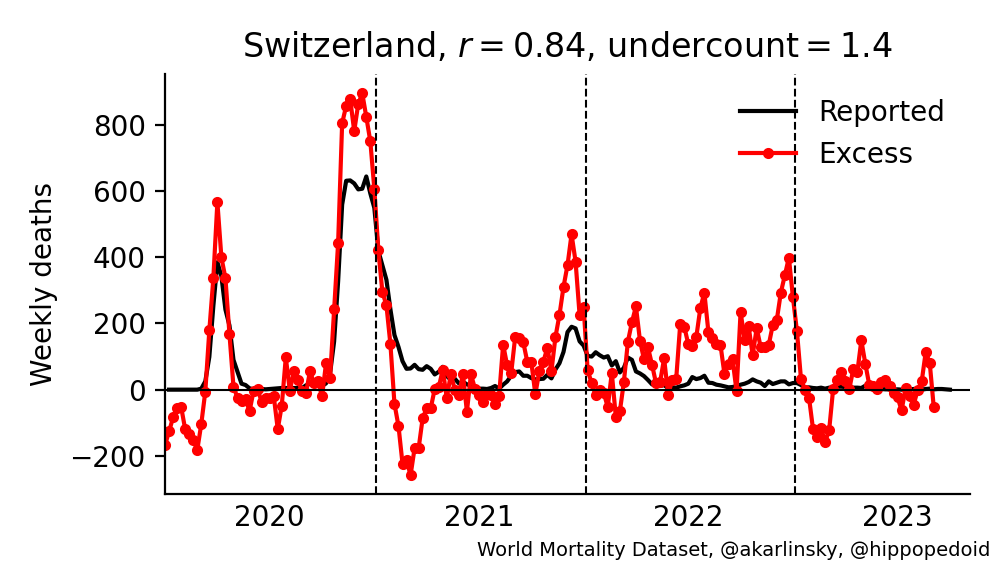 Switzerland, r = 0.84, undercount = 1.4
Reported
Excess
Weekly deaths
800
600
400
200
0
−200
2020 2021 2022 2023
World Mortality Dataset, @akarlinsky, @hippopedoid